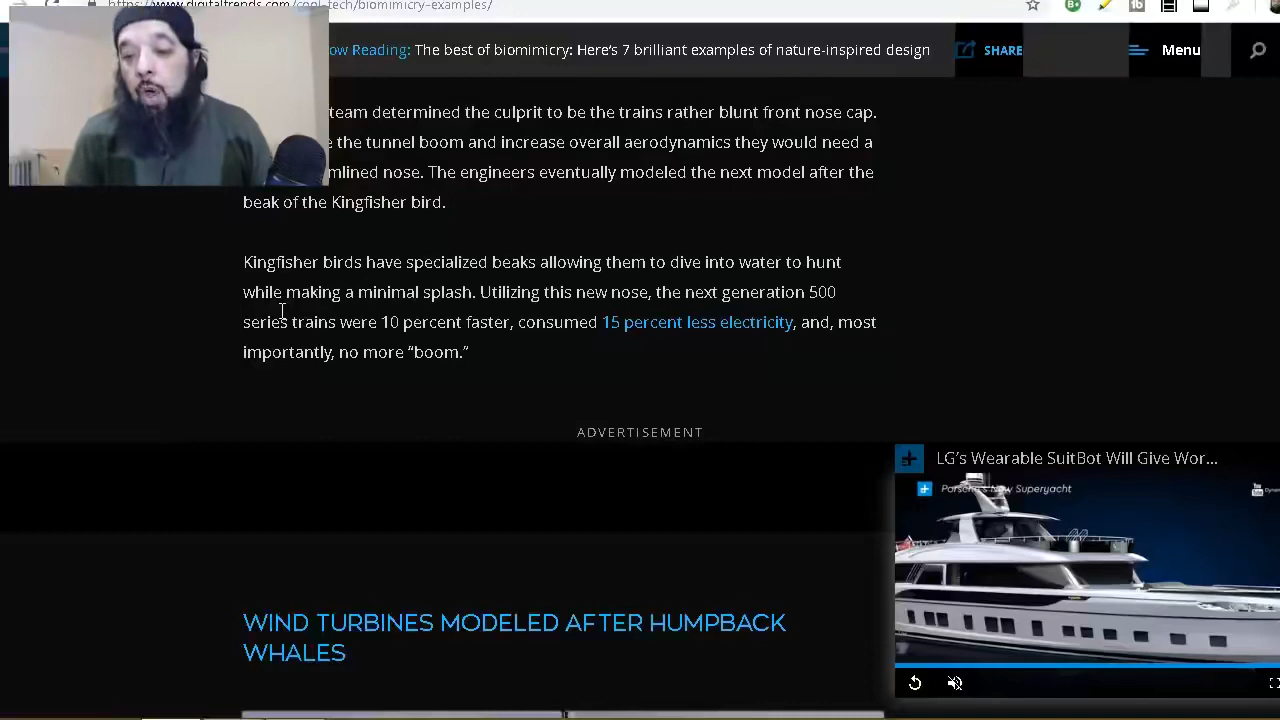 https://www.digitaltrends.com/cool-tech/biomimicry-examples/
ow Reading: The best of biomimicry: Here's 7 brilliant examples of nature-inspired design
SHARE
Menu
team determined the culprit to be the trains rather blunt front nose cap.
e the tunnel boom and increase overall aerodynamics they would need a
mlined nose. The engineers eventually modeled the next model after the
beak of the Kingfisher bird.
Kingfisher birds have specialized beaks allowing them to dive into water to hunt
while making a minimal splash. Utilizing this new nose, the next generation 500
series trains were 10 percent faster, consumed 15 percent less electricity, and, most
importantly, no more “boom.”
ADVERTISEMENT
LG's Wearable SuitBot Will Give Wor...
New Superyacht
WIND TURBINES MODELED AFTER HUMPBACK
WHALES